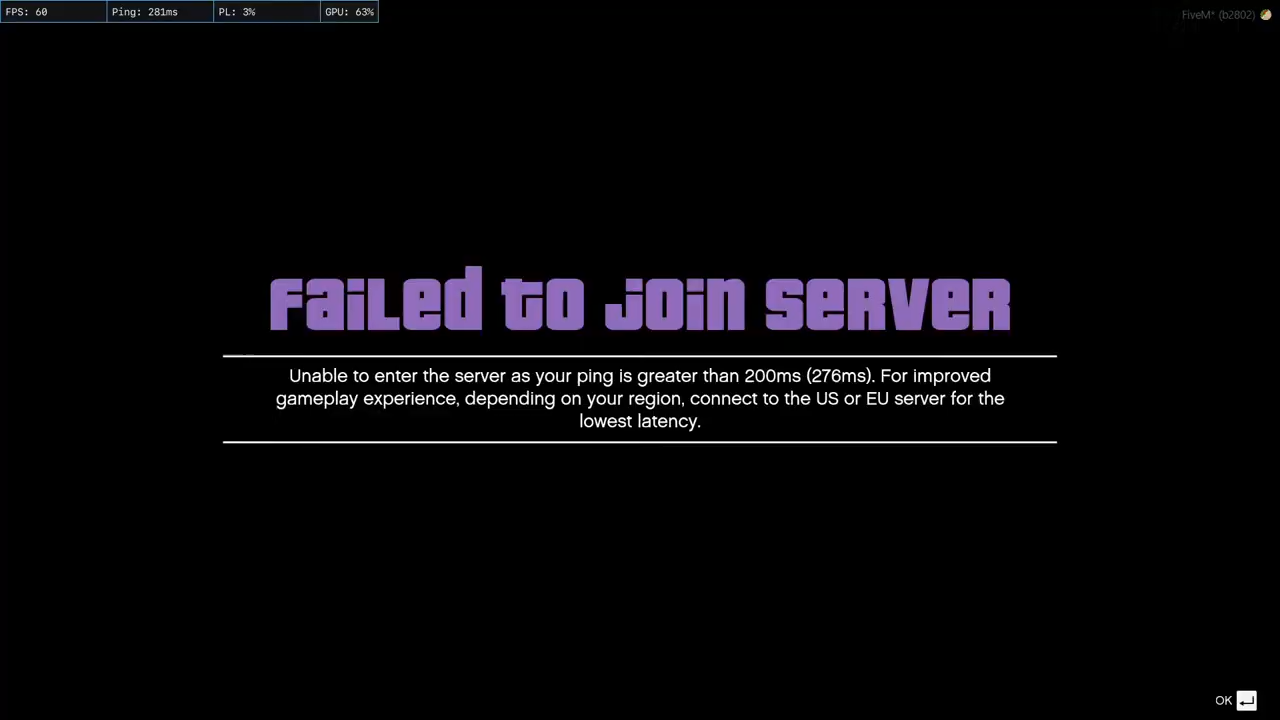 FPS: 60 Ping: 281ms PL: 3% GPU: 63%
FiveM* (b2802)
Failed to join server
Unable to enter the server as your ping is greater than 200ms (276ms). For improved
gameplay experience, depending on your region, connect to the US or EU server for the
lowest latency.
OK